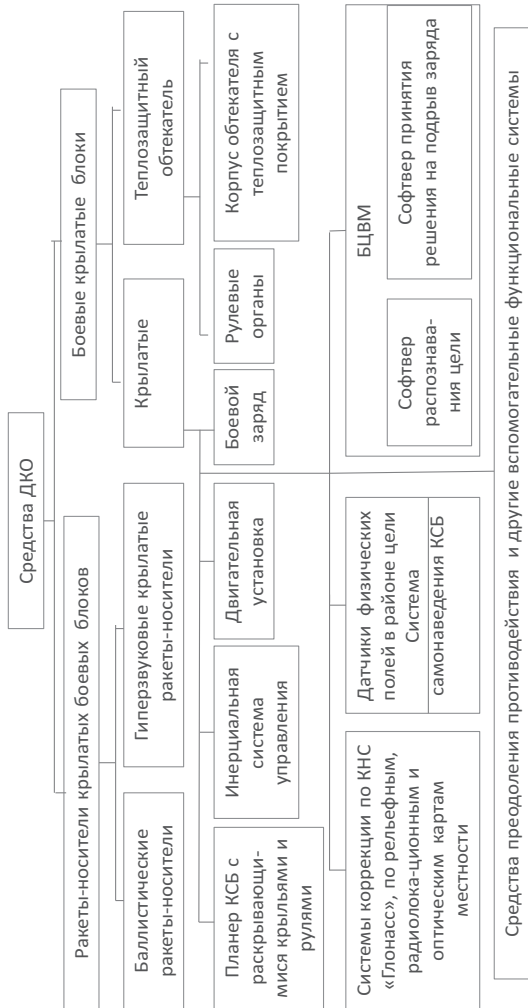 Средства ДКО
Ракеты-носители крылатых боевых блоков
Боевые крылатые блоки
Баллистические
ракеты-носители
Гиперзвуковые крылатые
ракеты-носители
Крылатые
Теплозащитный
обтекатель
Планер КСБ с
раскрывающи-
мися крыльями и
рулями
Инерциальная
система
управления
Двигательная
установка
Боевой
заряд
Рулевые
органы
Корпус обтекателя с
теплозащитным
покрытием
Системы коррекции по КНС
«Глонасс», по рельефным,
радиолока-ционным и
оптическим картам
местности
Датчики физических
полей в районе цели
Система
самонаведения КСБ
БЦВМ
Софтвер
распознава-
ния цели
Софтвер принятия
решения на подрыв заряда
Средства преодоления противодействия и другие вспомогательные функциональные системы